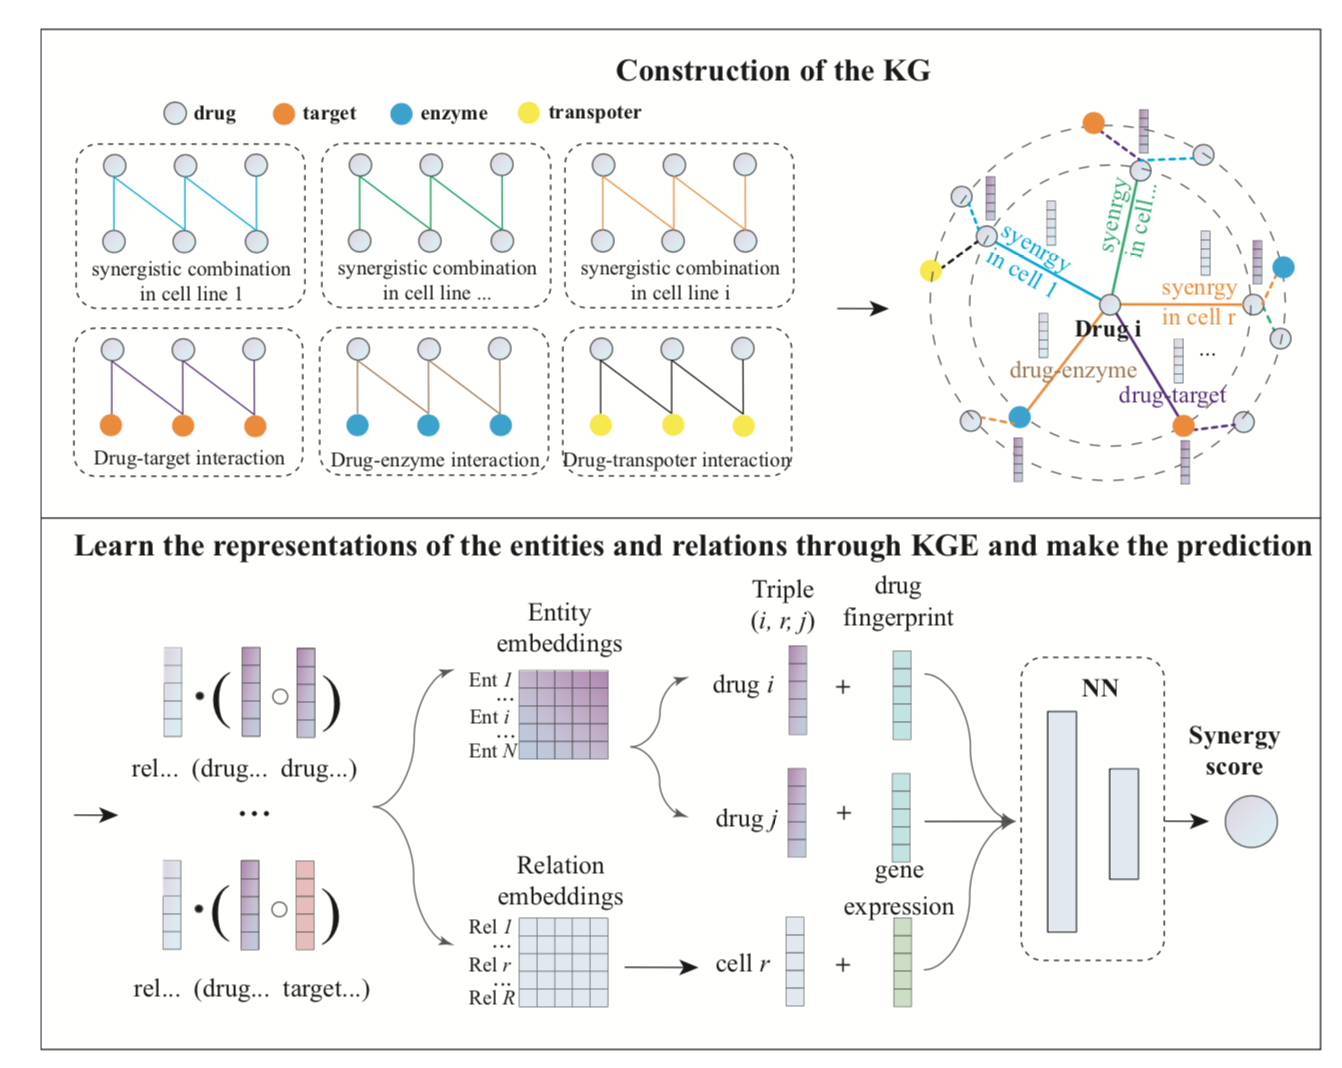 Construction of the KG
drug target enzyme transpoter
synergistic combination
in cell line 1
synergistic combination
in cell line ...
synergistic combination
in cell line i
Drug-target interaction
Drug-enzyme interaction
Drug-transpoter interaction
syenrgy
in cell 1
syenrgy
in cell...
syenrgy
in cell r
Drug i
...
drug-enzyme
drug-target
Learn the representations of the entities and relations through KGE and make the prediction
rel... (drug... drug...)
...
rel... (drug... target...)
Entity
embeddings
Ent 1
...
Ent i
...
Ent N
Relation
embeddings
Rel 1
...
Rel r
...
Rel R
Triple
(i, r, j)
drug
fingerprint
drug i +
drug j +
gene
expression
cell r +
NN
Synergy
score